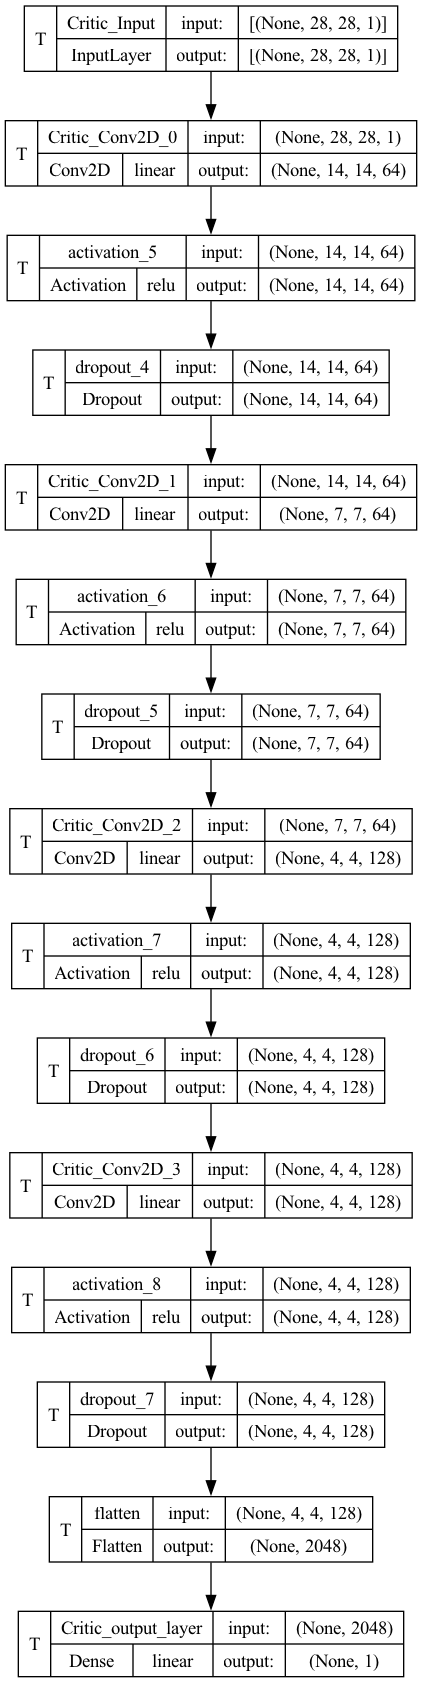 T Critic_Input input: [(None, 28, 28, 1)]
InputLayer output: [(None, 28, 28, 1)]
T Critic_Conv2D_0 input: (None, 28, 28, 1)
Conv2D linear output: (None, 14, 14, 64)
T activation_5 input: (None, 14, 14, 64)
Activation relu output: (None, 14, 14, 64)
T dropout_4 input: (None, 14, 14, 64)
Dropout output: (None, 14, 14, 64)
T Critic_Conv2D_1 input: (None, 14, 14, 64)
Conv2D linear output: (None, 7, 7, 64)
T activation_6 input: (None, 7, 7, 64)
Activation relu output: (None, 7, 7, 64)
T dropout_5 input: (None, 7, 7, 64)
Dropout output: (None, 7, 7, 64)
T Critic_Conv2D_2 input: (None, 7, 7, 64)
Conv2D linear output: (None, 4, 4, 128)
T activation_7 input: (None, 4, 4, 128)
Activation relu output: (None, 4, 4, 128)
T dropout_6 input: (None, 4, 4, 128)
Dropout output: (None, 4, 4, 128)
T Critic_Conv2D_3 input: (None, 4, 4, 128)
Conv2D linear output: (None, 4, 4, 128)
T activation_8 input: (None, 4, 4, 128)
Activation relu output: (None, 4, 4, 128)
T dropout_7 input: (None, 4, 4, 128)
Dropout output: (None, 4, 4, 128)
T flatten input: (None, 4, 4, 128)
Flatten output: (None, 2048)
T Critic_output_layer input: (None, 2048)
Dense linear output: (None, 1)